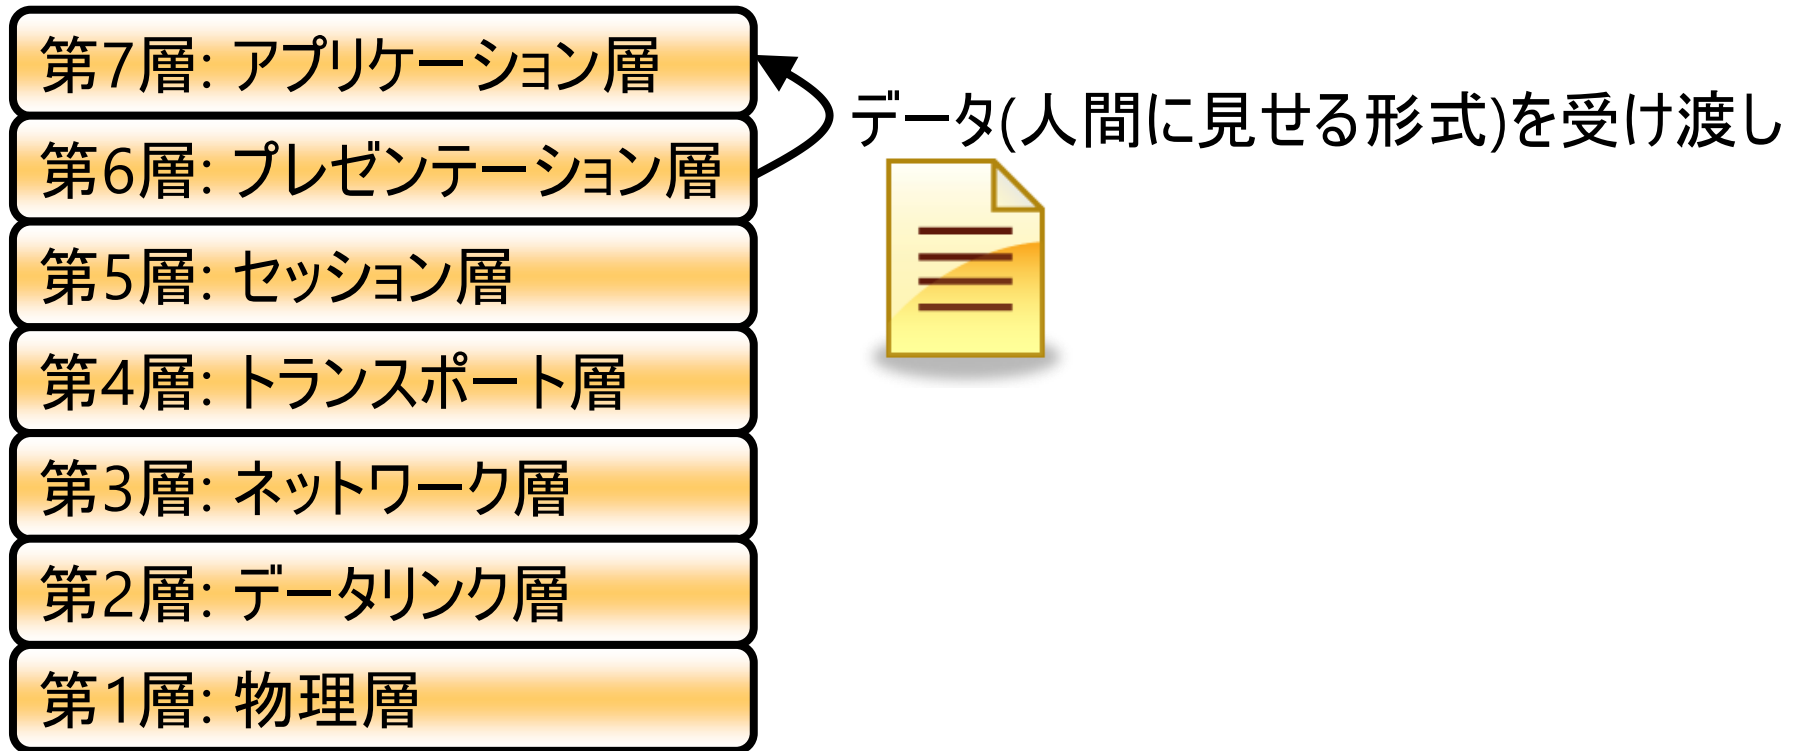 第7層: アプリケーション層
データ(人間に見せる形式)を受け渡し
第6層: プレゼンテーション層
第5層: セッション層
第4層: トランスポート層
第3層: ネットワーク層
第2層: データリンク層
第1層: 物理層